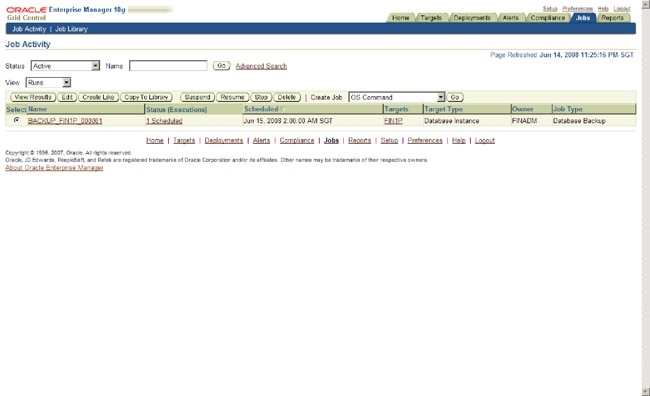 ORACLE Enterprise Manager 10g
Grid Control
Setup Preferences Help Logout
Home Targets Deployments Alerts Compliance Jobs Reports
Job Activity | Job Library
Job Activity
Page Refreshed Jun 14, 2008 11:25:16 PM SGT
Status Active Name Go Advanced Search
View Runs
View Results Edit Create Like Copy To Library Suspend Resume Stop Delete | Create Job OS Command Go
Select Name Status (Executions) Scheduled Targets Target Type Owner Job Type
BACKUP_FIN1P_000001 1 Scheduled Jun 15, 2008 2:00:00 AM SGT FIN1P Database Instance FINADM Database Backup
Home | Targets | Deployments | Alerts | Compliance | Jobs | Reports | Setup | Preferences | Help | Logout
Copyright © 1996, 2007, Oracle. All rights reserved.
Oracle, JD Edwards, PeopleSoft, and Retek are registered trademarks of Oracle Corporation and/or its affiliates. Other names may be trademarks of their respective owners.
About Oracle Enterprise Manager